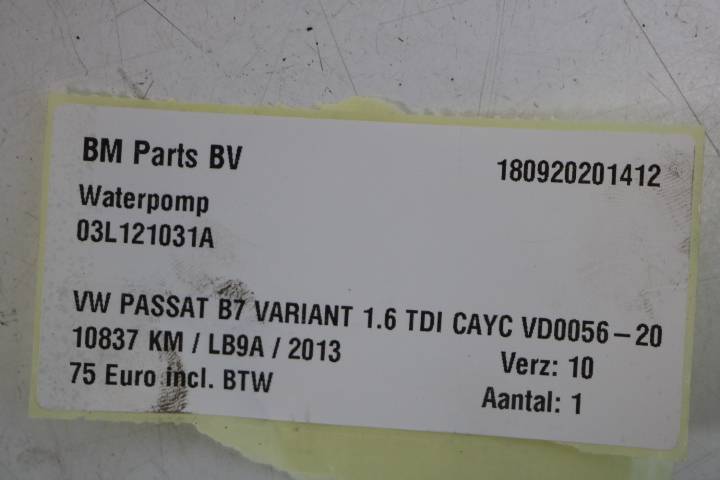 BM Parts BV
180920201412
Waterpomp
03L121031A
VW PASSAT B7 VARIANT 1.6 TDI CAYC VD0056-20
10837 KM / LB9A / 2013
Verz: 10
75 Euro incl. BTW
Aantal: 1